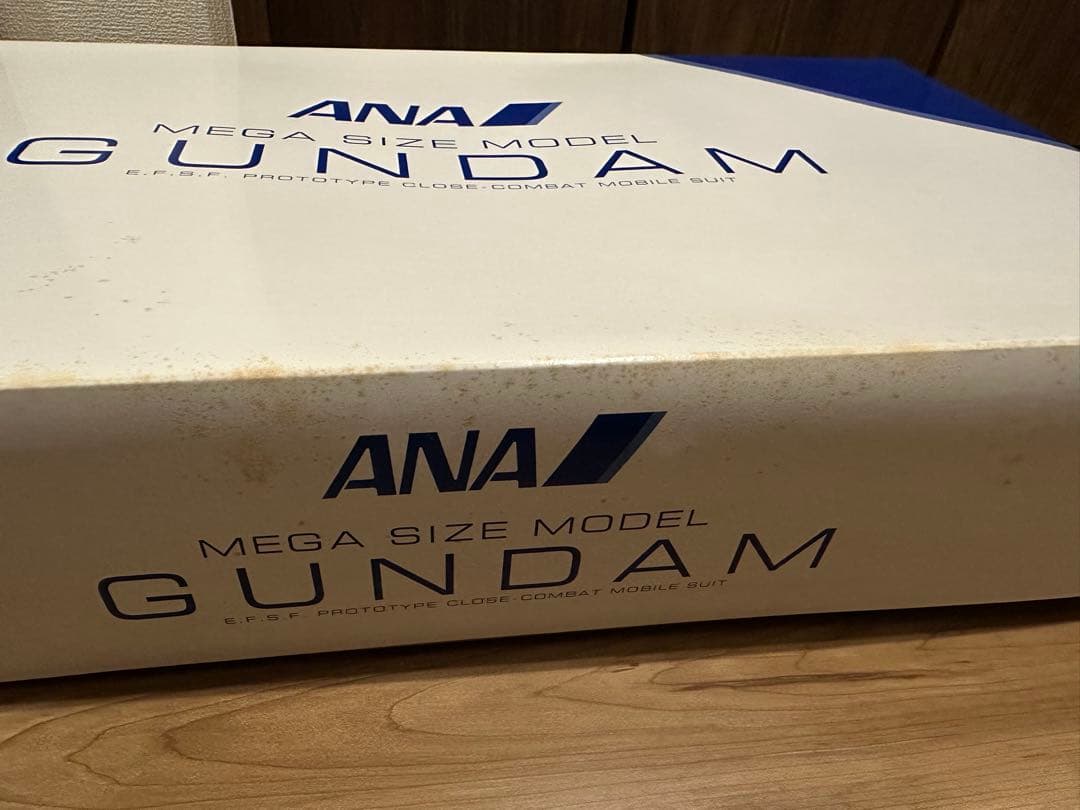 ANA
MEGA SIZE MODEL
GUNDAM
E.F.S.F. PROTOTYPE CLOSE-COMBAT MOBILE SUIT
ANA
MEGA SIZE MODEL
GUNDAM
E.F.S.F. PROTOTYPE CLOSE-COMBAT MOBILE SUIT